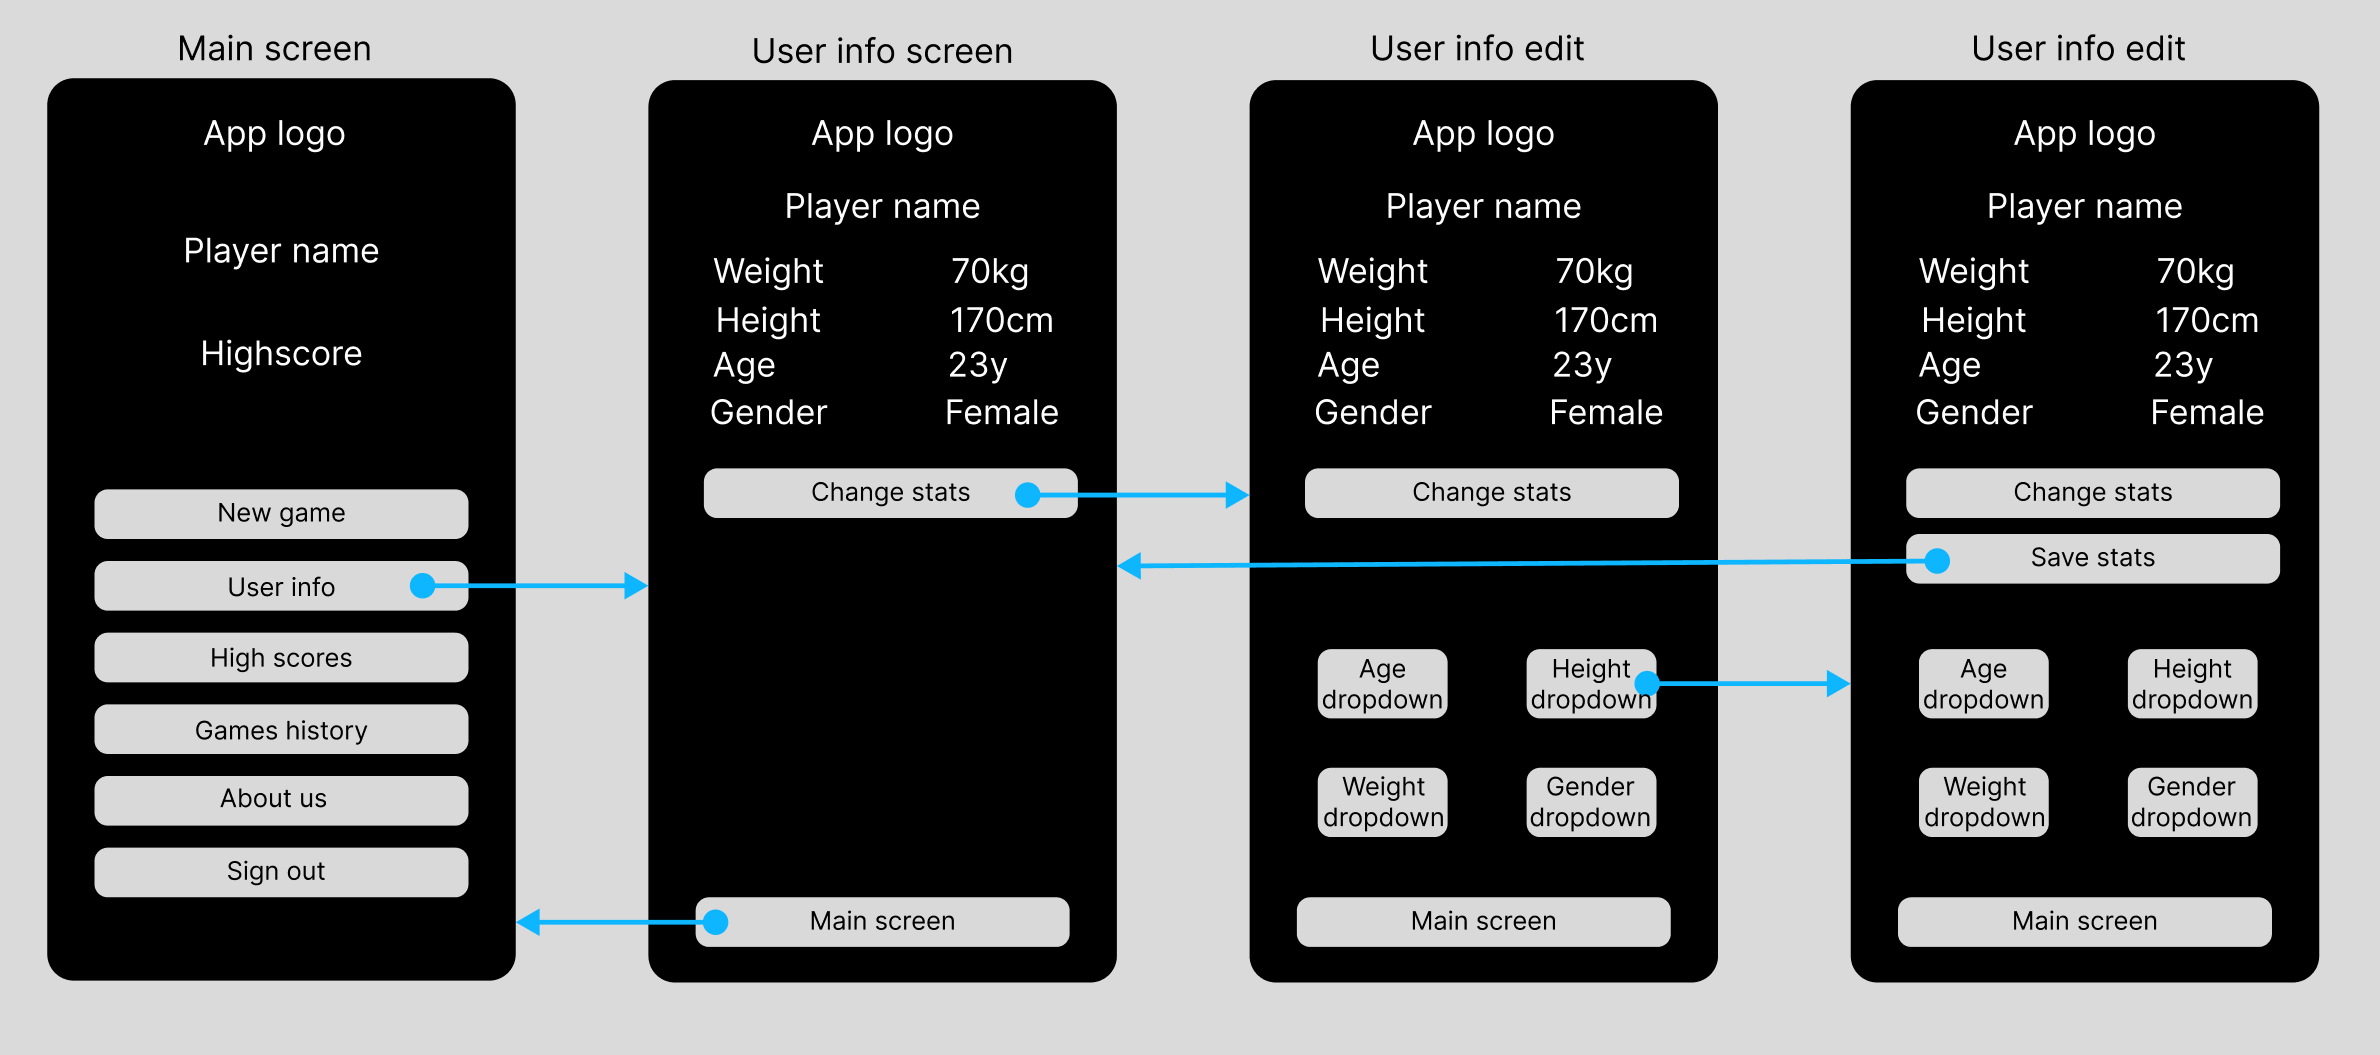 Main screen
App logo
Player name
Highscore
New game
User info
High scores
Games history
About us
Sign out
User info screen
App logo
Player name
Weight 70kg
Height 170cm
Age 23y
Gender Female
Change stats
Main screen
User info edit
App logo
Player name
Weight 70kg
Height 170cm
Age 23y
Gender Female
Change stats
Age
dropdown
Height
dropdown
Weight
dropdown
Gender
dropdown
Main screen
User info edit
App logo
Player name
Weight 70kg
Height 170cm
Age 23y
Gender Female
Change stats
Save stats
Age
dropdown
Height
dropdown
Weight
dropdown
Gender
dropdown
Main screen